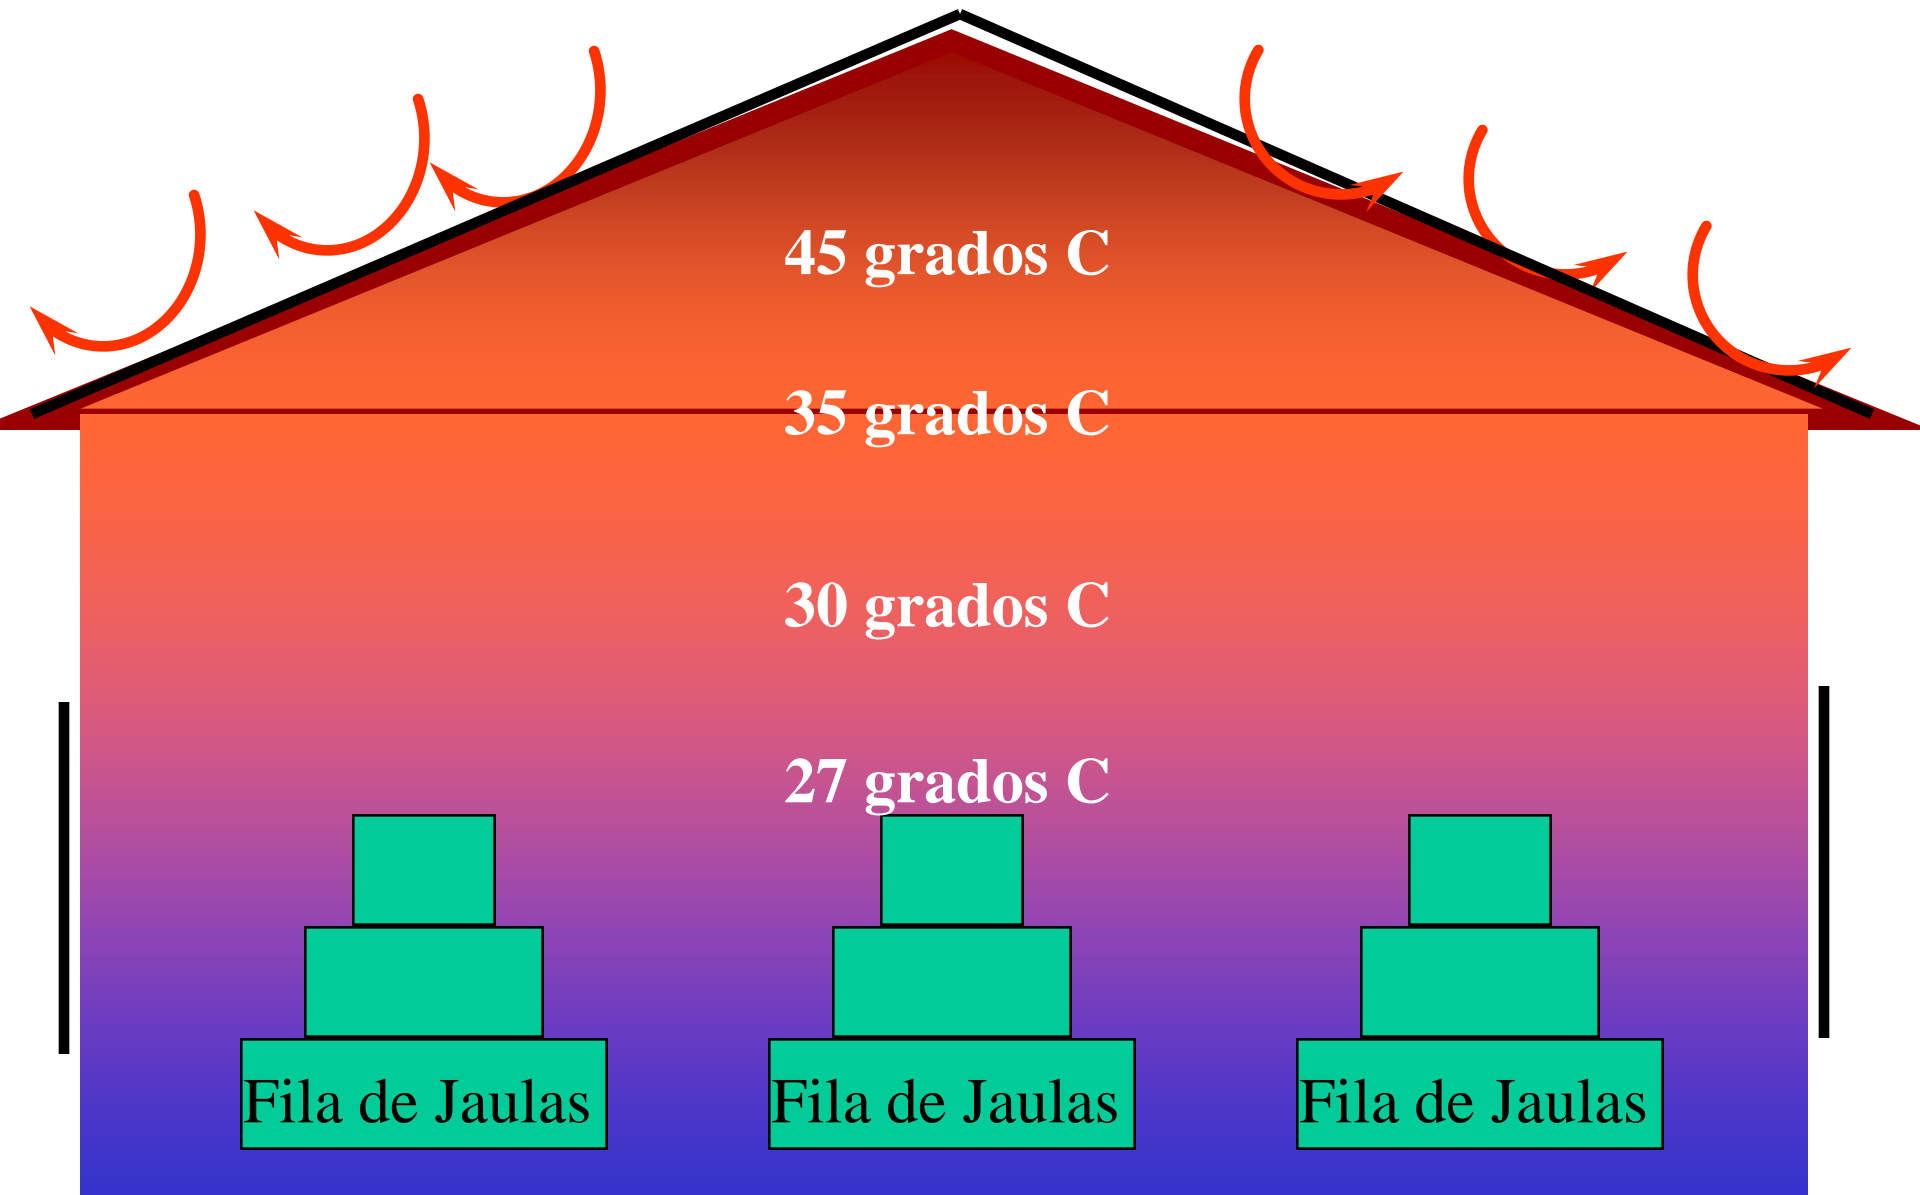 45 grados C
35 grados C
30 grados C
27 grados C
Fila de Jaulas
Fila de Jaulas
Fila de Jaulas